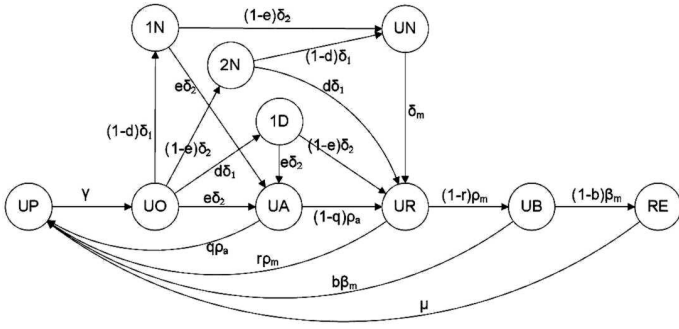 1N
(1-e)δ₂
UN
2N
(1-d)δ₁
eδ₂
dδ₁
1D
(1-d)δ₁
(1-e)δ₂
(1-e)δ₂
δₘ
dδ₁
eδ₂
UP
γ
UO
eδ₂
UA
(1-q)ρₐ
UR
(1-r)ρₘ
UB
(1-b)βₘ
RE
qρₐ
rρₘ
bβₘ
μ